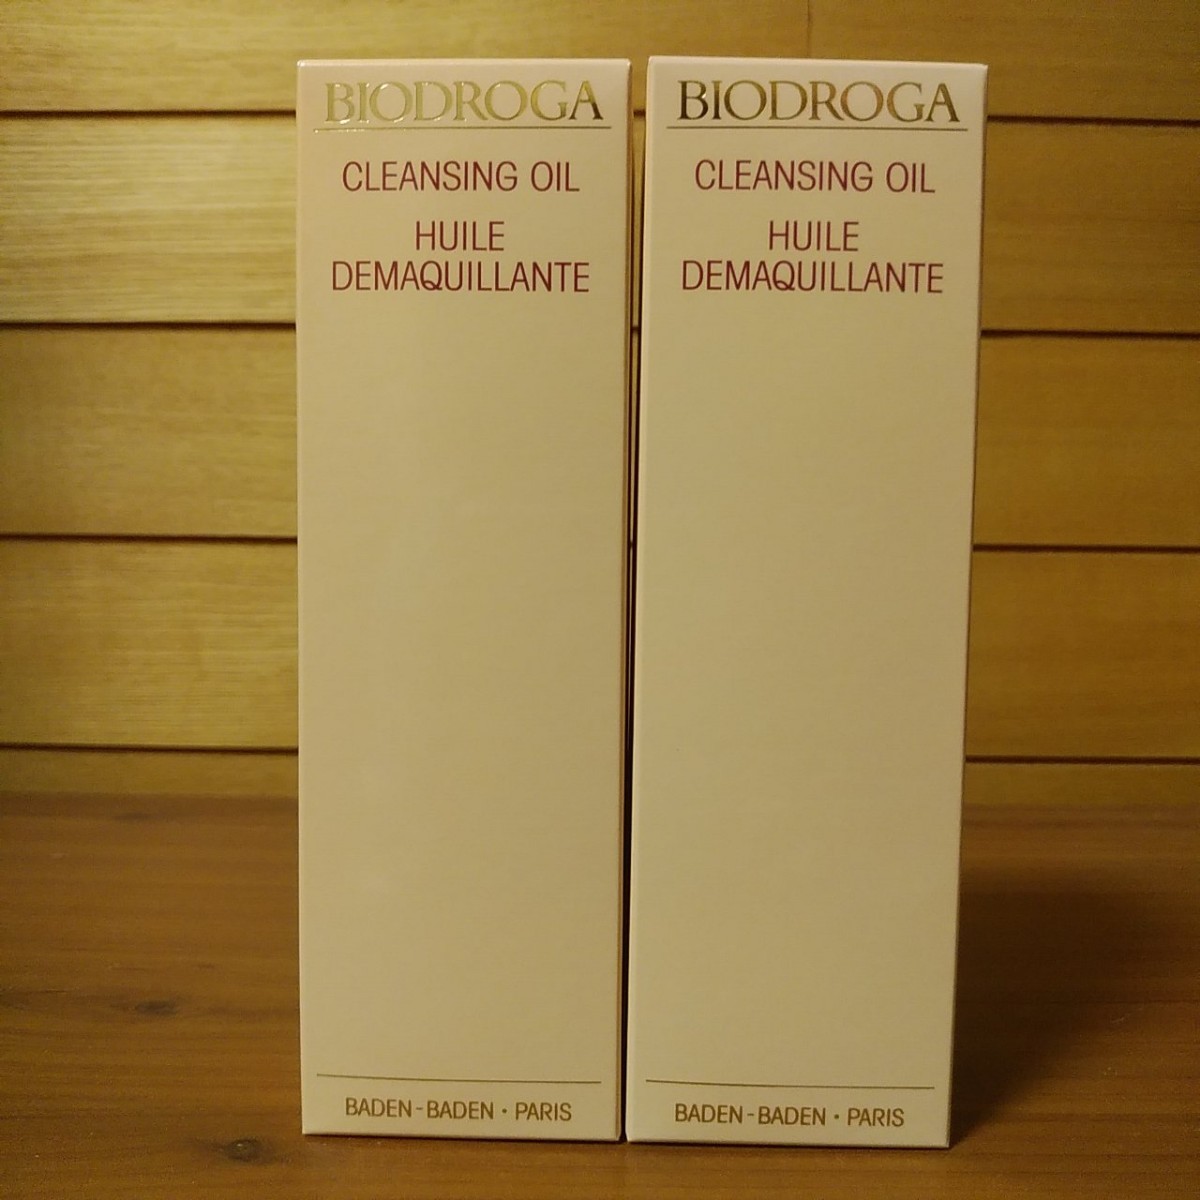 BIODROGA
CLEANSING OIL
HUILE
DEMAQUILLANTE
BADEN-BADEN • PARIS
BIODROGA
CLEANSING OIL
HUILE
DEMAQUILLANTE
BADEN-BADEN • PARIS